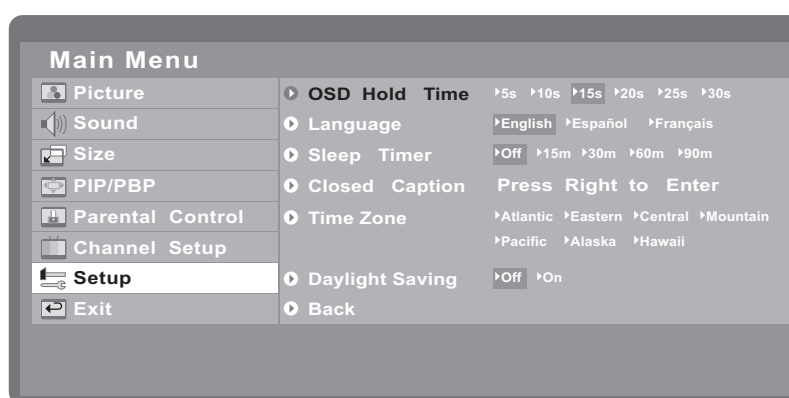 Main Menu
Picture
Sound
Size
PIP/PBP
Parental Control
Channel Setup
Setup
Exit
OSD Hold Time 5s 10s 15s 20s 25s 30s
Language English Español Français
Sleep Timer Off 15m 30m 60m 90m
Closed Caption Press Right to Enter
Time Zone Atlantic Eastern Central Mountain
Pacific Alaska Hawaii
Daylight Saving Off On
Back